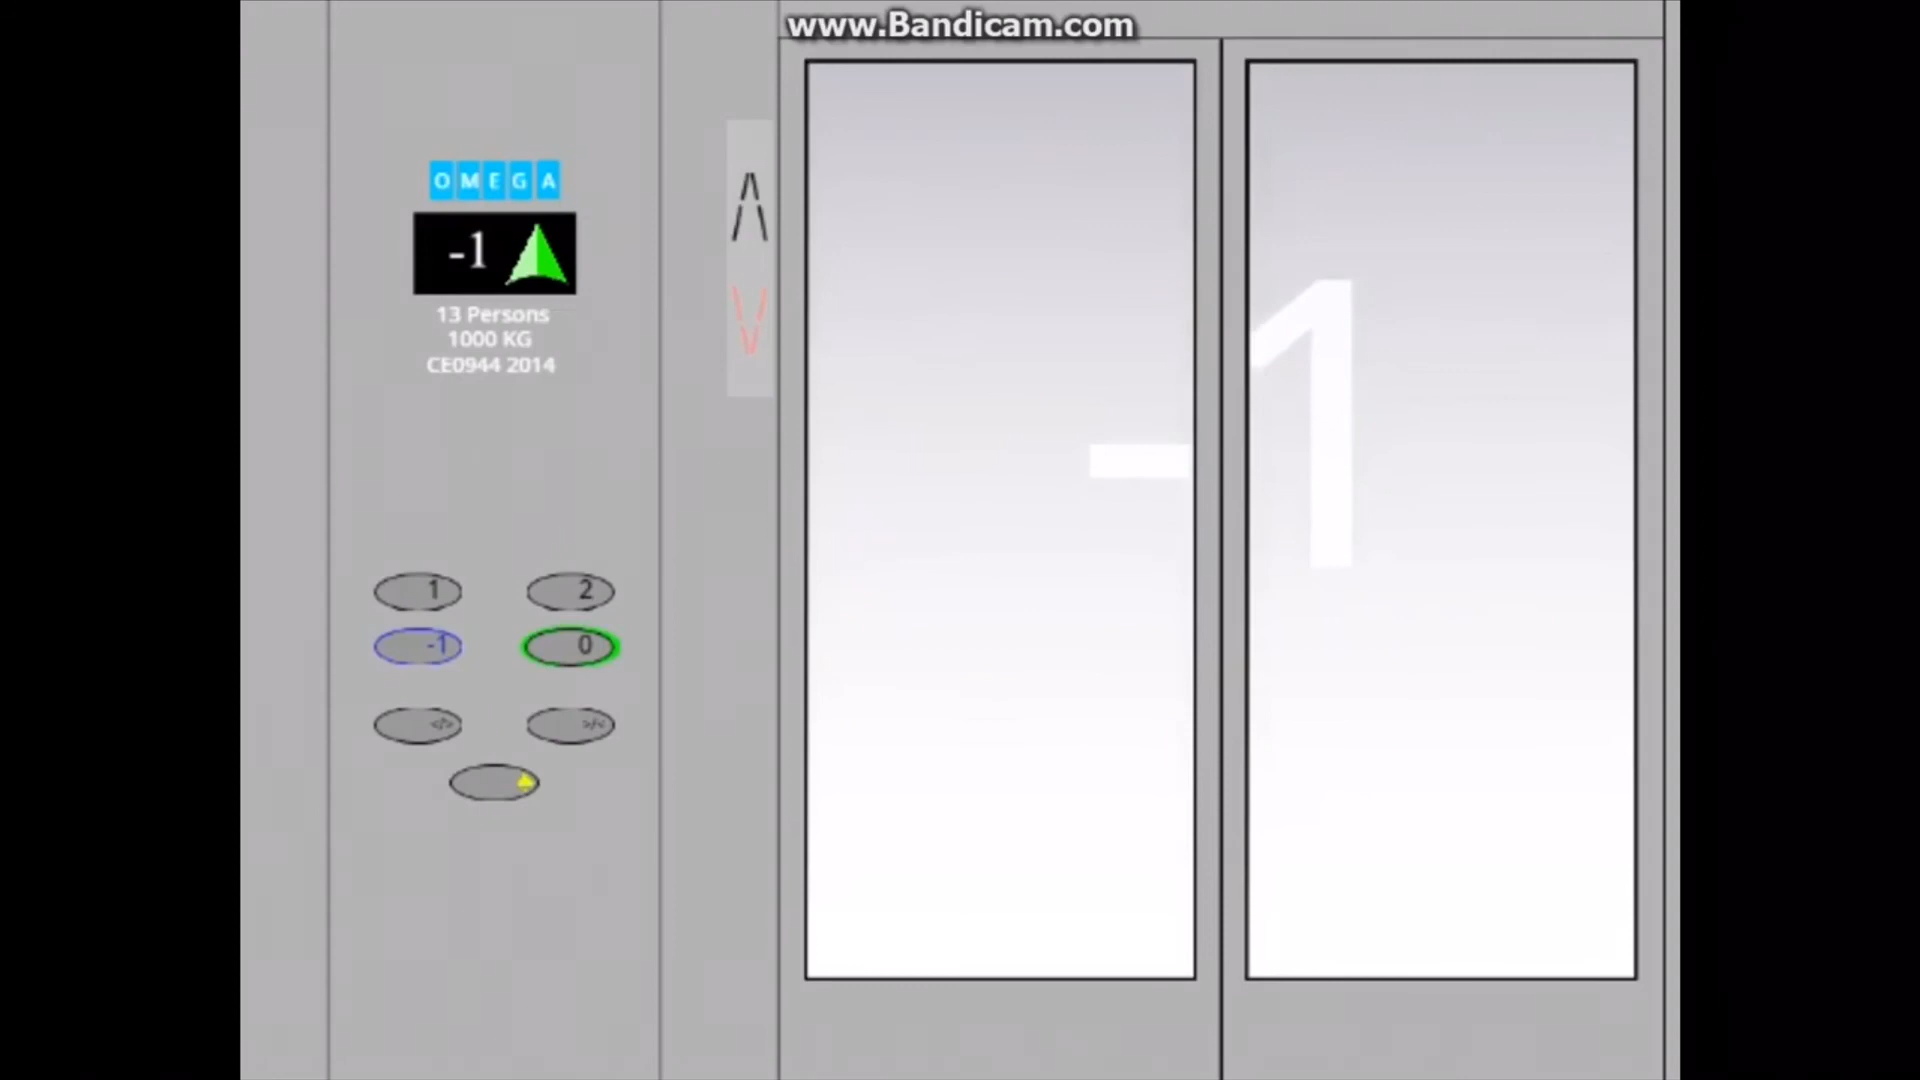 www.Bandicam.com
OMEGA
-1
13 Persons
1000 KG
CE0944 2014
-1
1 2
-1 0
</> >/<